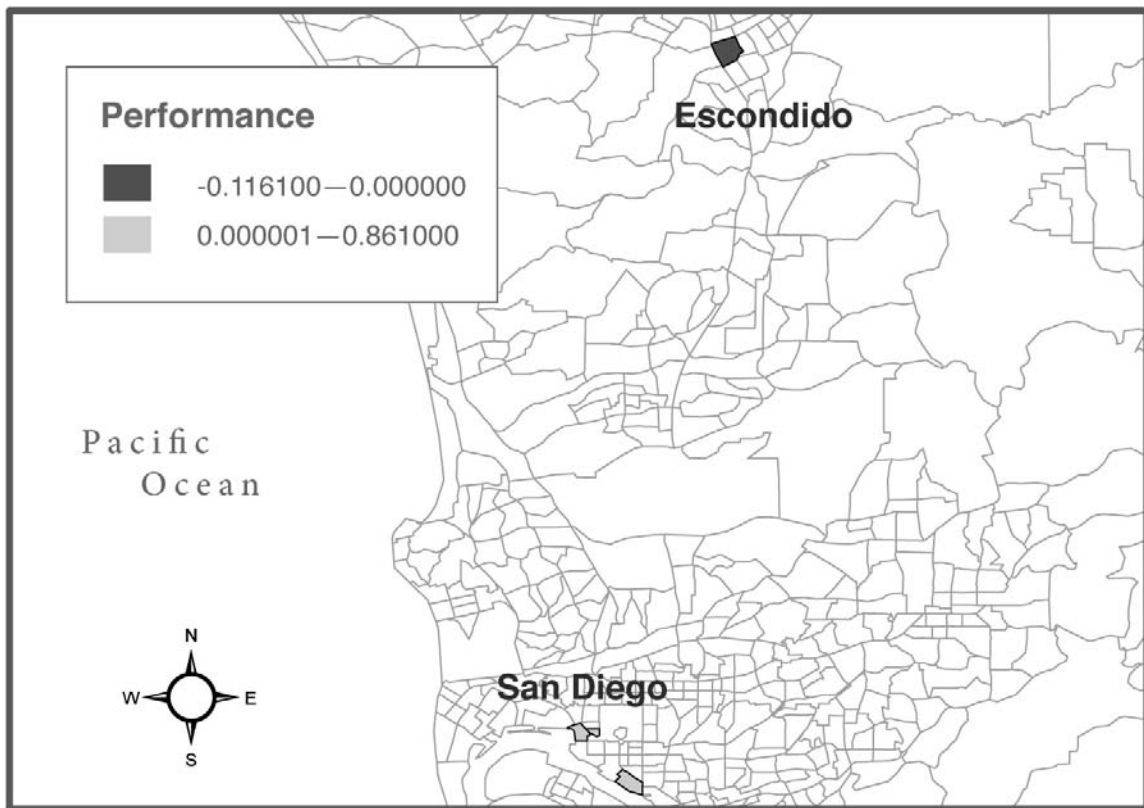 Performance
-0.116100—0.000000
0.000001—0.861000
Escondido
Pacific
Ocean
N
W
E
S
San Diego